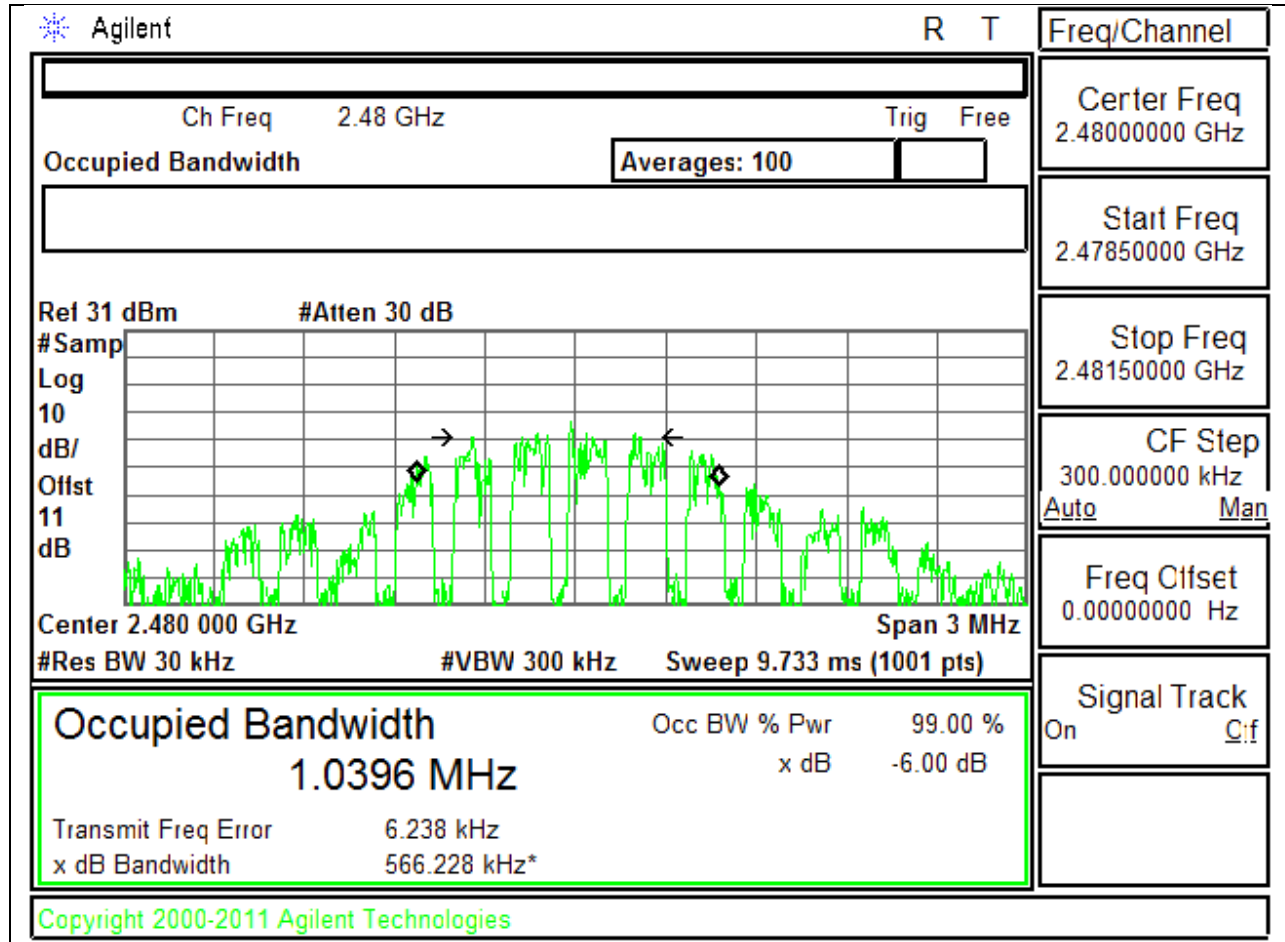 Agilent R T
Freq/Channel
Ch Freq 2.48 GHz Trig Free
Occupied Bandwidth Averages: 100
Center Freq
2.48000000 GHz
Start Freq
2.47850000 GHz
Stop Freq
2.48150000 GHz
CF Step
300.000000 kHz
Auto Man
Freq Offset
0.00000000 Hz
Signal Track
On Off
Ref 31 dBm #Atten 30 dB
#Samp
Log
10
dB/
Offst
11
dB
Center 2.480 000 GHz Span 3 MHz
#Res BW 30 kHz #VBW 300 kHz Sweep 9.733 ms (1001 pts)
Occupied Bandwidth Occ BW % Pwr 99.00 %
1.0396 MHz x dB -6.00 dB
Transmit Freq Error 6.238 kHz
x dB Bandwidth 566.228 kHz*
Copyright 2000-2011 Agilent Technologies